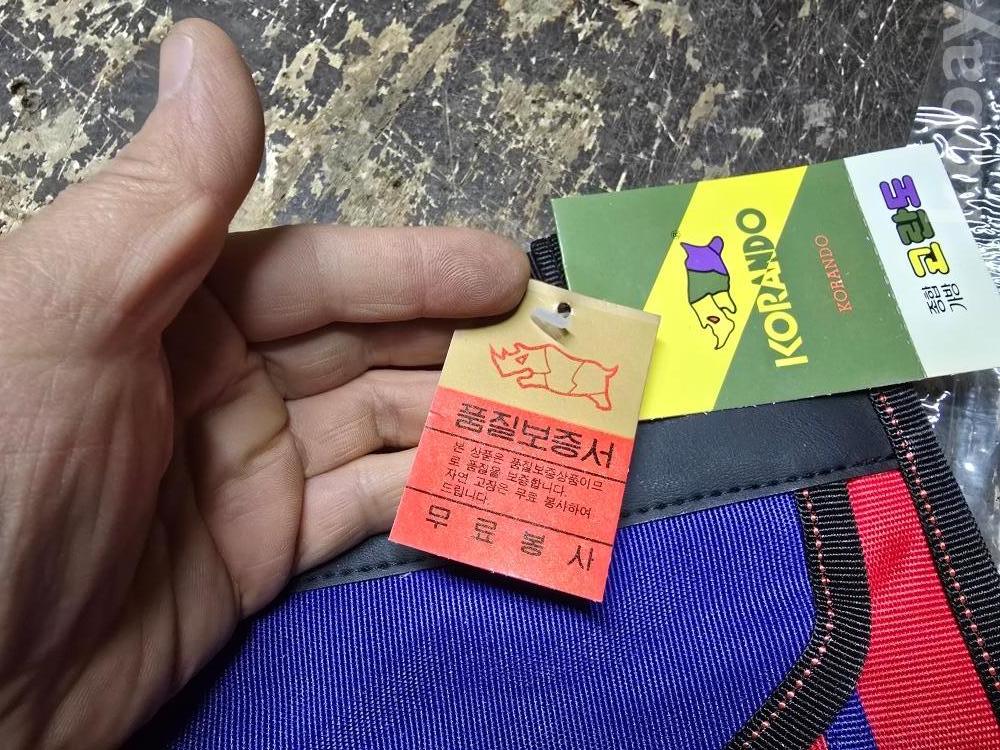 품질보증서
본 상품은 품질보증상품이므
로 품질을 보증합니다.
자연 고장은 무료 봉사하여
드립니다.
무료봉사
KORANDO
®
KORANDO
고란도
종합
가방
bay